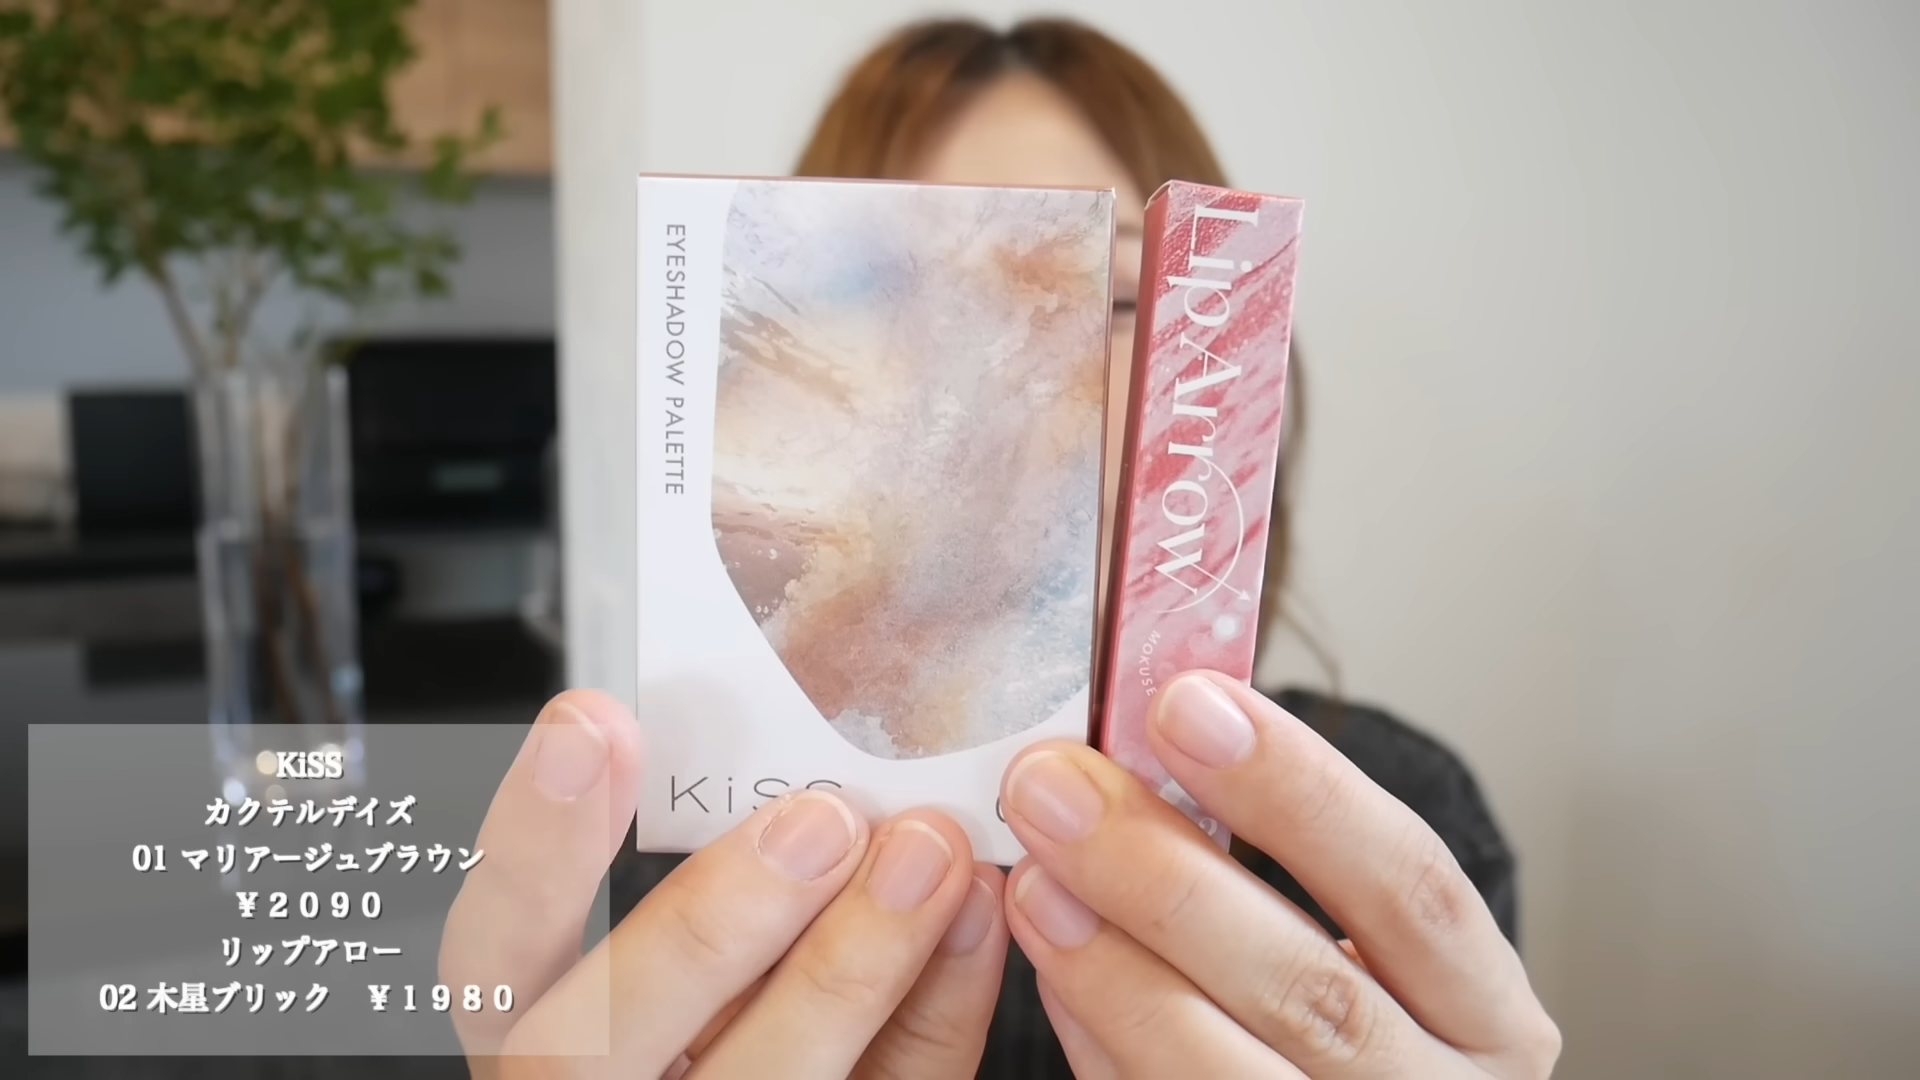 EYESHADOW PALETTE
KiSS
LipArrow
MOKUSE
KiSS
カクテルデイズ
01 マリアージュブラウン
¥2090
リップアロー
02 木星ブリック ¥1980